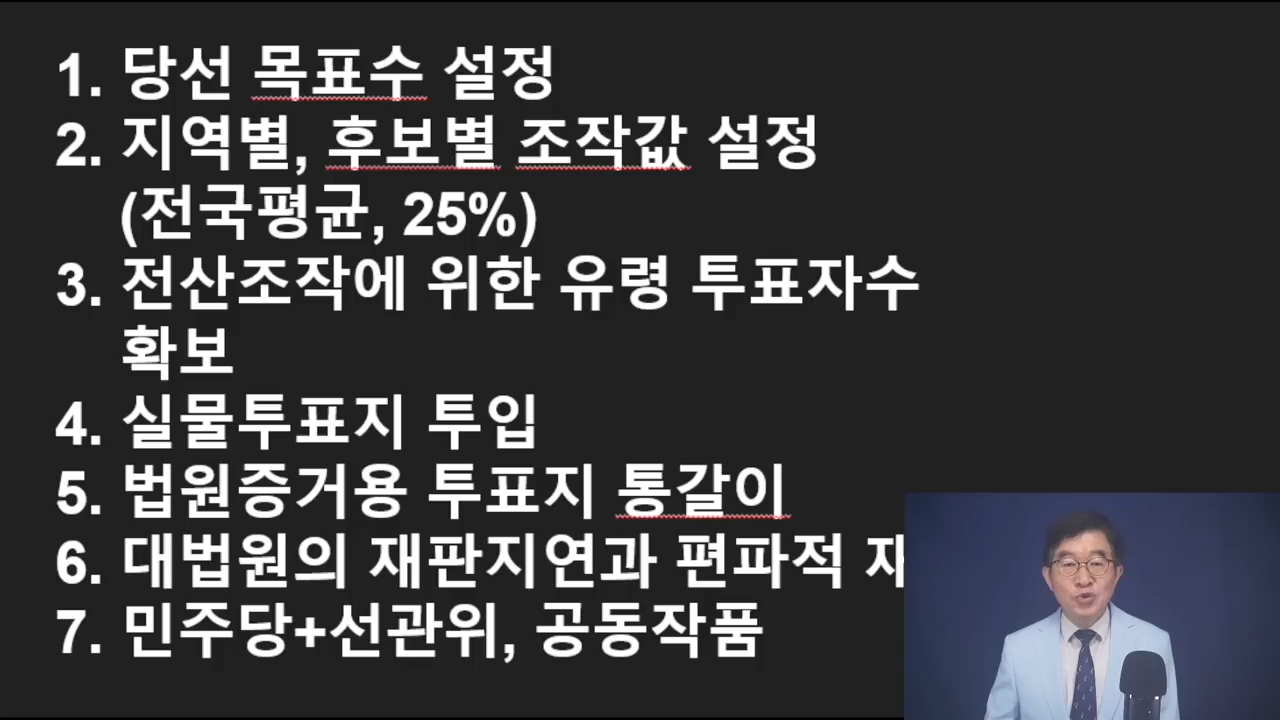 1. 당선 목표수 설정
2. 지역별, 후보별 조작값 설정
(전국평균, 25%)
3. 전산조작에 위한 유령 투표자수
확보
4. 실물투표지 투입
5. 법원증거용 투표지 통갈이
6. 대법원의 재판지연과 편파적
7. 민주당+선관위, 공동작품